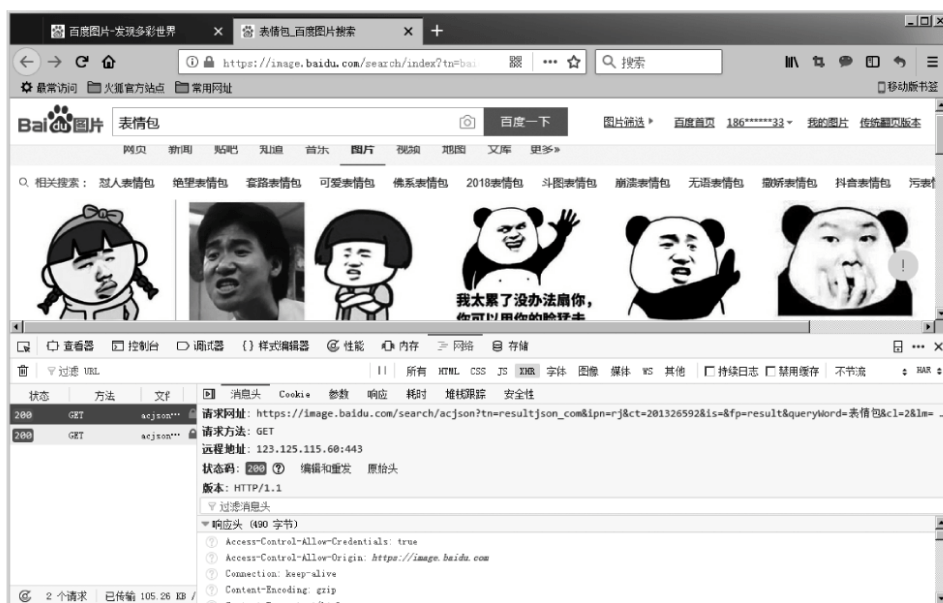 百度图片-发现多彩世界 × 表情包_百度图片搜索 × +
https://image.baidu.com/search/index?tn=bai ··· 搜索
最常访问 火狐官方站点 常用网址 移动版书签
Bai du 图片 表情包 百度一下 图片筛选 百度首页 186******33 我的图片 传统翻页版本
网页 新闻 贴吧 知道 音乐 图片 视频 地图 文库 更多»
相关搜索： 怼人表情包 绝望表情包 套路表情包 可爱表情包 佛系表情包 2018表情包 斗图表情包 崩溃表情包 无语表情包 撒娇表情包 抖音表情包 污表情
!
我太累了没办法扇你，
你可以用你的脸猛击
查看器 控制台 调试器 {} 样式编辑器 性能 内存 网络 存储
过滤 URL 所有 HTML CSS JS XHR 字体 图像 媒体 WS 其他 持续日志 禁用缓存 不节流 HAR
状态 方法 文件 消息头 Cookie 参数 响应 耗时 堆栈跟踪 安全性
200 GET acjson··· 请求网址: https://image.baidu.com/search/acjson?tn=resultjson_com&ipn=rj&ct=201326592&is=&fp=result&queryWord=表情包&cl=2&lm= …
200 GET acjson··· 请求方法: GET
远程地址: 123.125.115.60:443
状态码: 200 ? 编辑和重发 原始头
版本: HTTP/1.1
过滤消息头
响应头 (490 字节)
? Access-Control-Allow-Credentials: true
? Access-Control-Allow-Origin: https://image.baidu.com
? Connection: keep-alive
? Content-Encoding: gzip
2 个请求 已传输 105.26 KB /